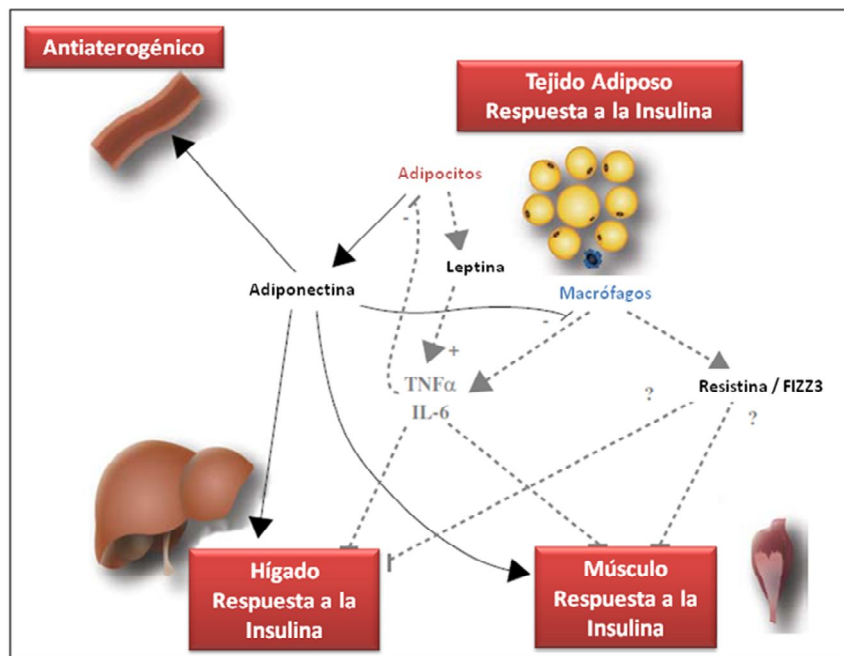 Antiaterogénico
Tejido Adiposo
Respuesta a la Insulina
Adipocitos
-
Leptina
Adiponectina
Macrófagos
-
+
TNFα
IL-6
Resistina / FIZZ3
?
?
Hígado
Respuesta a la
Insulina
Músculo
Respuesta a la
Insulina